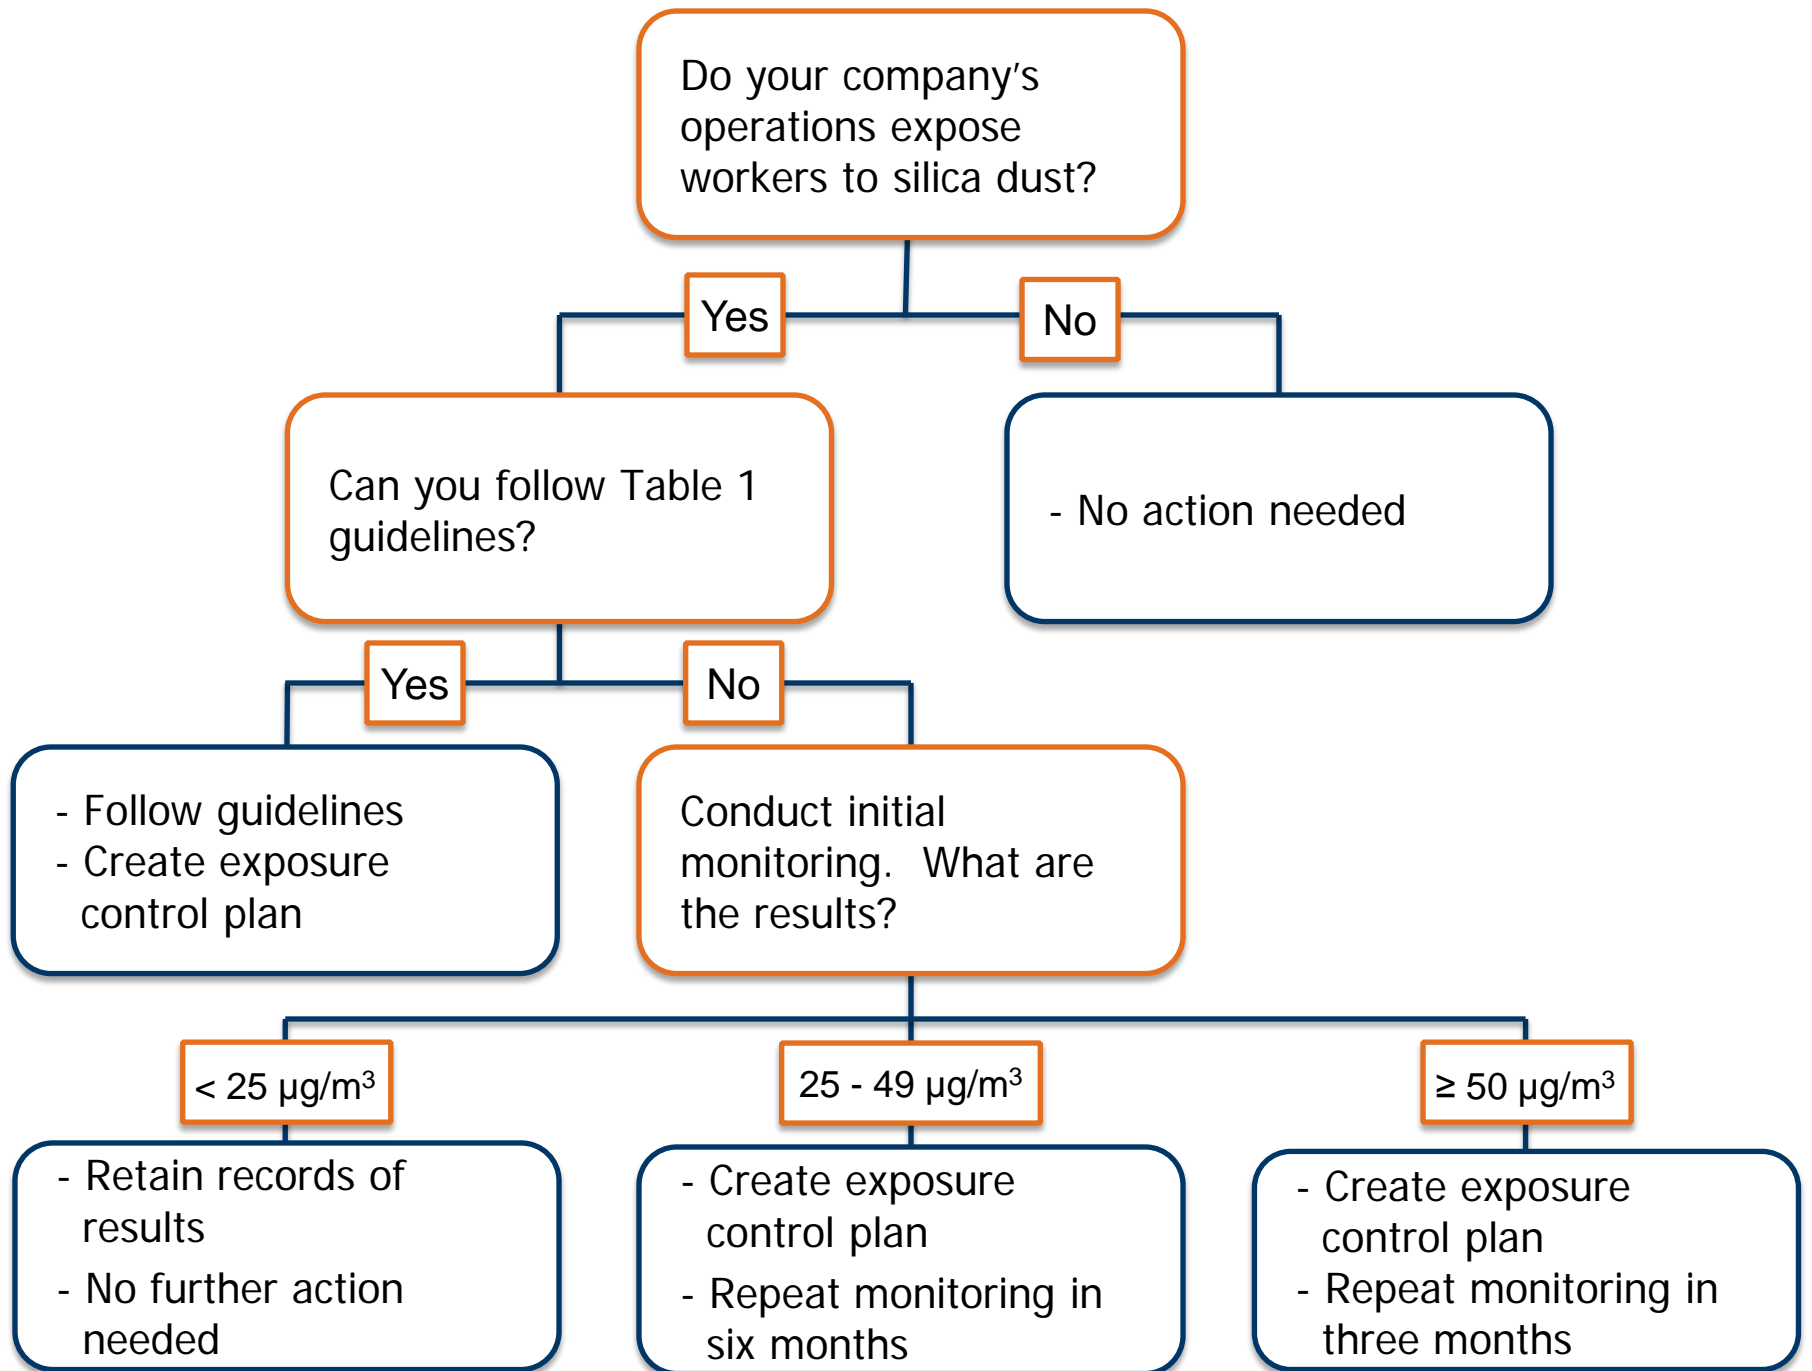 Do your company's
operations expose
workers to silica dust?
Yes
No
Can you follow Table 1
guidelines?
- No action needed
Yes
No
- Follow guidelines
- Create exposure
control plan
Conduct initial
monitoring. What are
the results?
< 25 µg/m³
25 - 49 µg/m³
≥ 50 µg/m³
- Retain records of
results
- No further action
needed
- Create exposure
control plan
- Repeat monitoring in
six months
- Create exposure
control plan
- Repeat monitoring in
three months